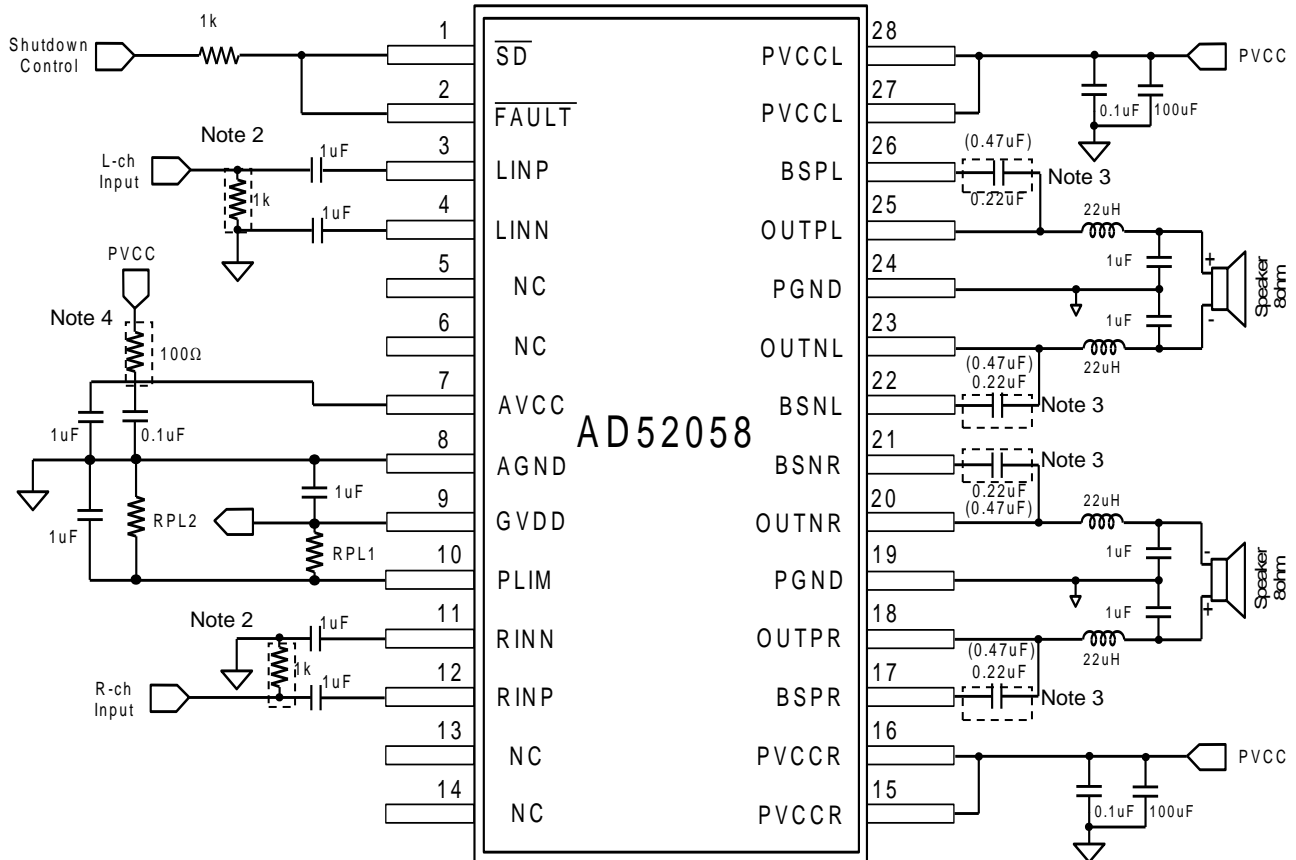 Shutdown
Control
1k
1
SD
2
FAULT
Note 2
L-ch
Input
1k
1uF
3
LINP
1uF
4
LINN
5
NC
PVCC
6
NC
Note 4
100Ω
7
AVCC
1uF
0.1uF
8
AGND
1uF
9
GVDD
1uF
RPL2
RPL1
10
PLIM
Note 2
1uF
11
RINN
1k
1uF
R-ch
Input
12
RINP
13
NC
14
NC
AD52058
28
PVCCL
PVCC
0.1uF
100uF
27
PVCCL
26
BSPL
(0.47uF)
0.22uF
Note 3
25
OUTPL
22uH
1uF
24
PGND
+
-
Speaker
8ohm
1uF
23
OUTNL
22uH
(0.47uF)
0.22uF
22
BSNL
Note 3
21
BSNR
Note 3
0.22uF
(0.47uF)
20
OUTNR
22uH
1uF
19
PGND
-
+
Speaker
8ohm
1uF
18
OUTPR
22uH
(0.47uF)
0.22uF
17
BSPR
Note 3
16
PVCCR
PVCC
15
PVCCR
0.1uF
100uF